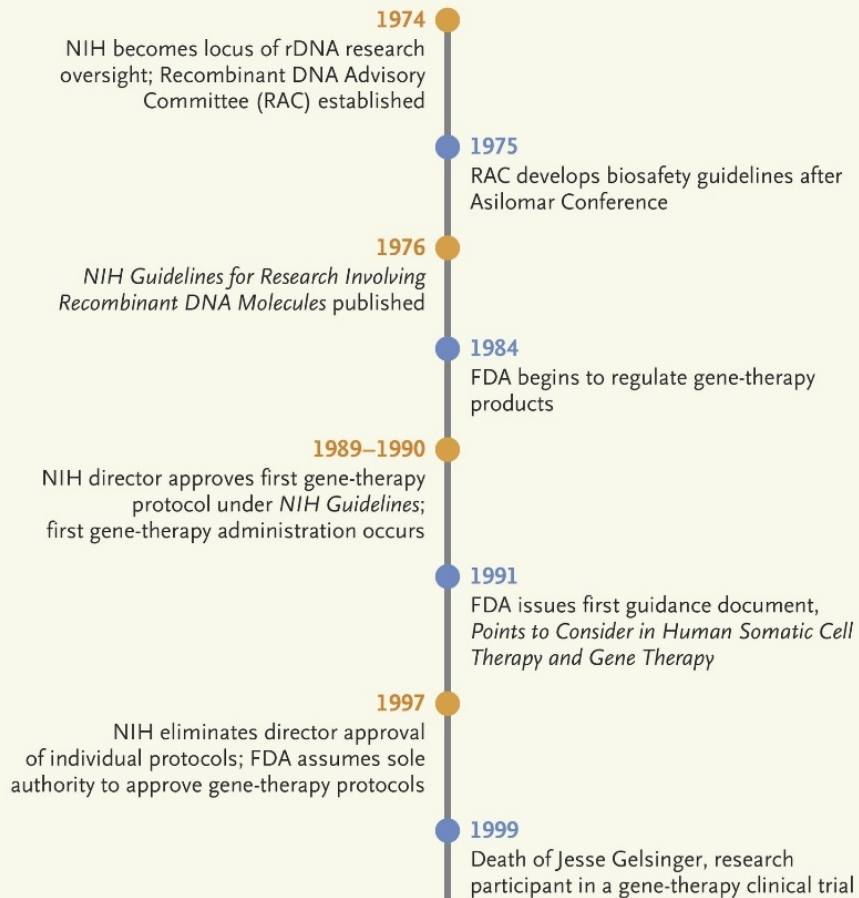 1974
NIH becomes locus of rDNA research
oversight; Recombinant DNA Advisory
Committee (RAC) established
1975
RAC develops biosafety guidelines after
Asilomar Conference
1976
NIH Guidelines for Research Involving
Recombinant DNA Molecules published
1984
FDA begins to regulate gene-therapy
products
1989–1990
NIH director approves first gene-therapy
protocol under NIH Guidelines;
first gene-therapy administration occurs
1991
FDA issues first guidance document,
Points to Consider in Human Somatic Cell
Therapy and Gene Therapy
1997
NIH eliminates director approval
of individual protocols; FDA assumes sole
authority to approve gene-therapy protocols
1999
Death of Jesse Gelsinger, research
participant in a gene-therapy clinical trial